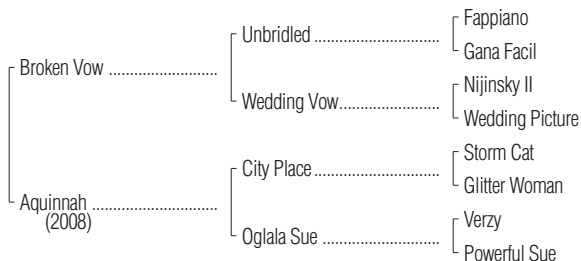 Fappiano
Unbridled ....................................
Gana Facil
Broken Vow ..........................
Nijinsky II
Wedding Vow.............................
Wedding Picture
Storm Cat
City Place ....................................
Glitter Woman
Aquinnah ..............................
(2008)
Verzy
Oglala Sue ..................................
Powerful Sue